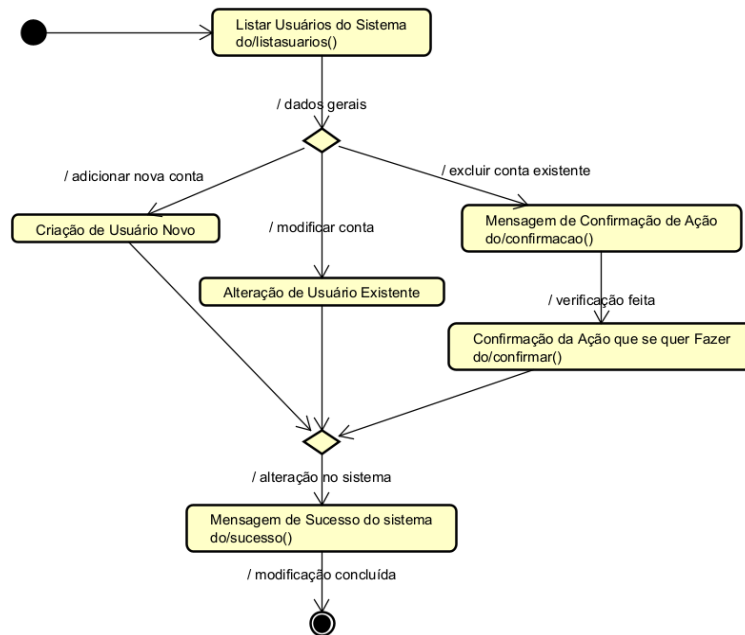 Listar Usuários do Sistema
do/listasuarios()
/ dados gerais
/ adicionar nova conta
/ excluir conta existente
/ modificar conta
Criação de Usuário Novo
Mensagem de Confirmação de Ação
do/confirmacao()
Alteração de Usuário Existente
/ verificação feita
Confirmação da Ação que se quer Fazer
do/confirmar()
/ alteração no sistema
Mensagem de Sucesso do sistema
do/sucesso()
/ modificação concluída